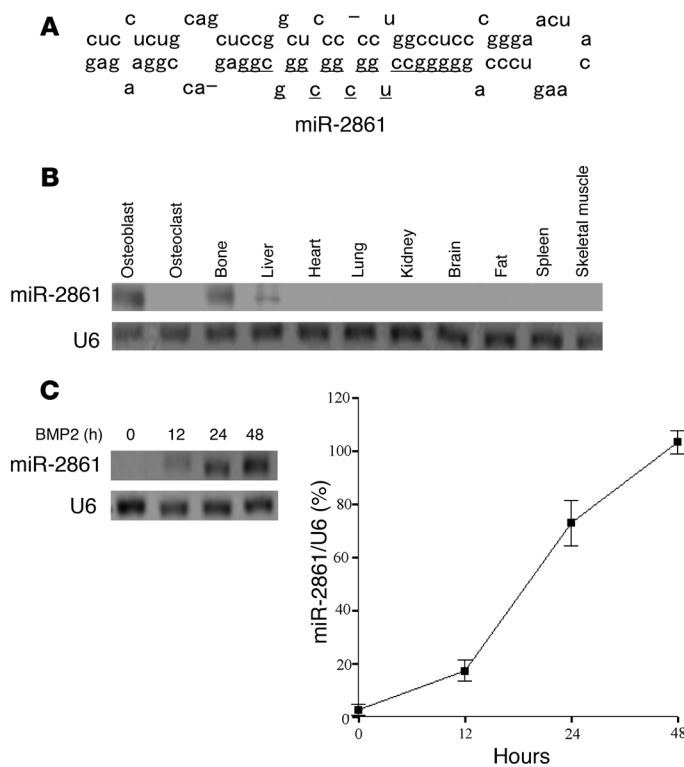 A
c cag g c – u c acu
cuc ucug cuccg cu cc cc ggccucc ggga a
gag aggc gaggc gg gg gg ccggggg cccu c
a ca– g c c u a gaa
miR-2861
B
Osteoblast
Osteoclast
Bone
Liver
Heart
Lung
Kidney
Brain
Fat
Spleen
Skeletal muscle
miR-2861
U6
C
BMP2 (h) 0 12 24 48
miR-2861
U6
miR-2861/U6 (%)
120
100
80
60
40
20
0
0 12 24 48
Hours